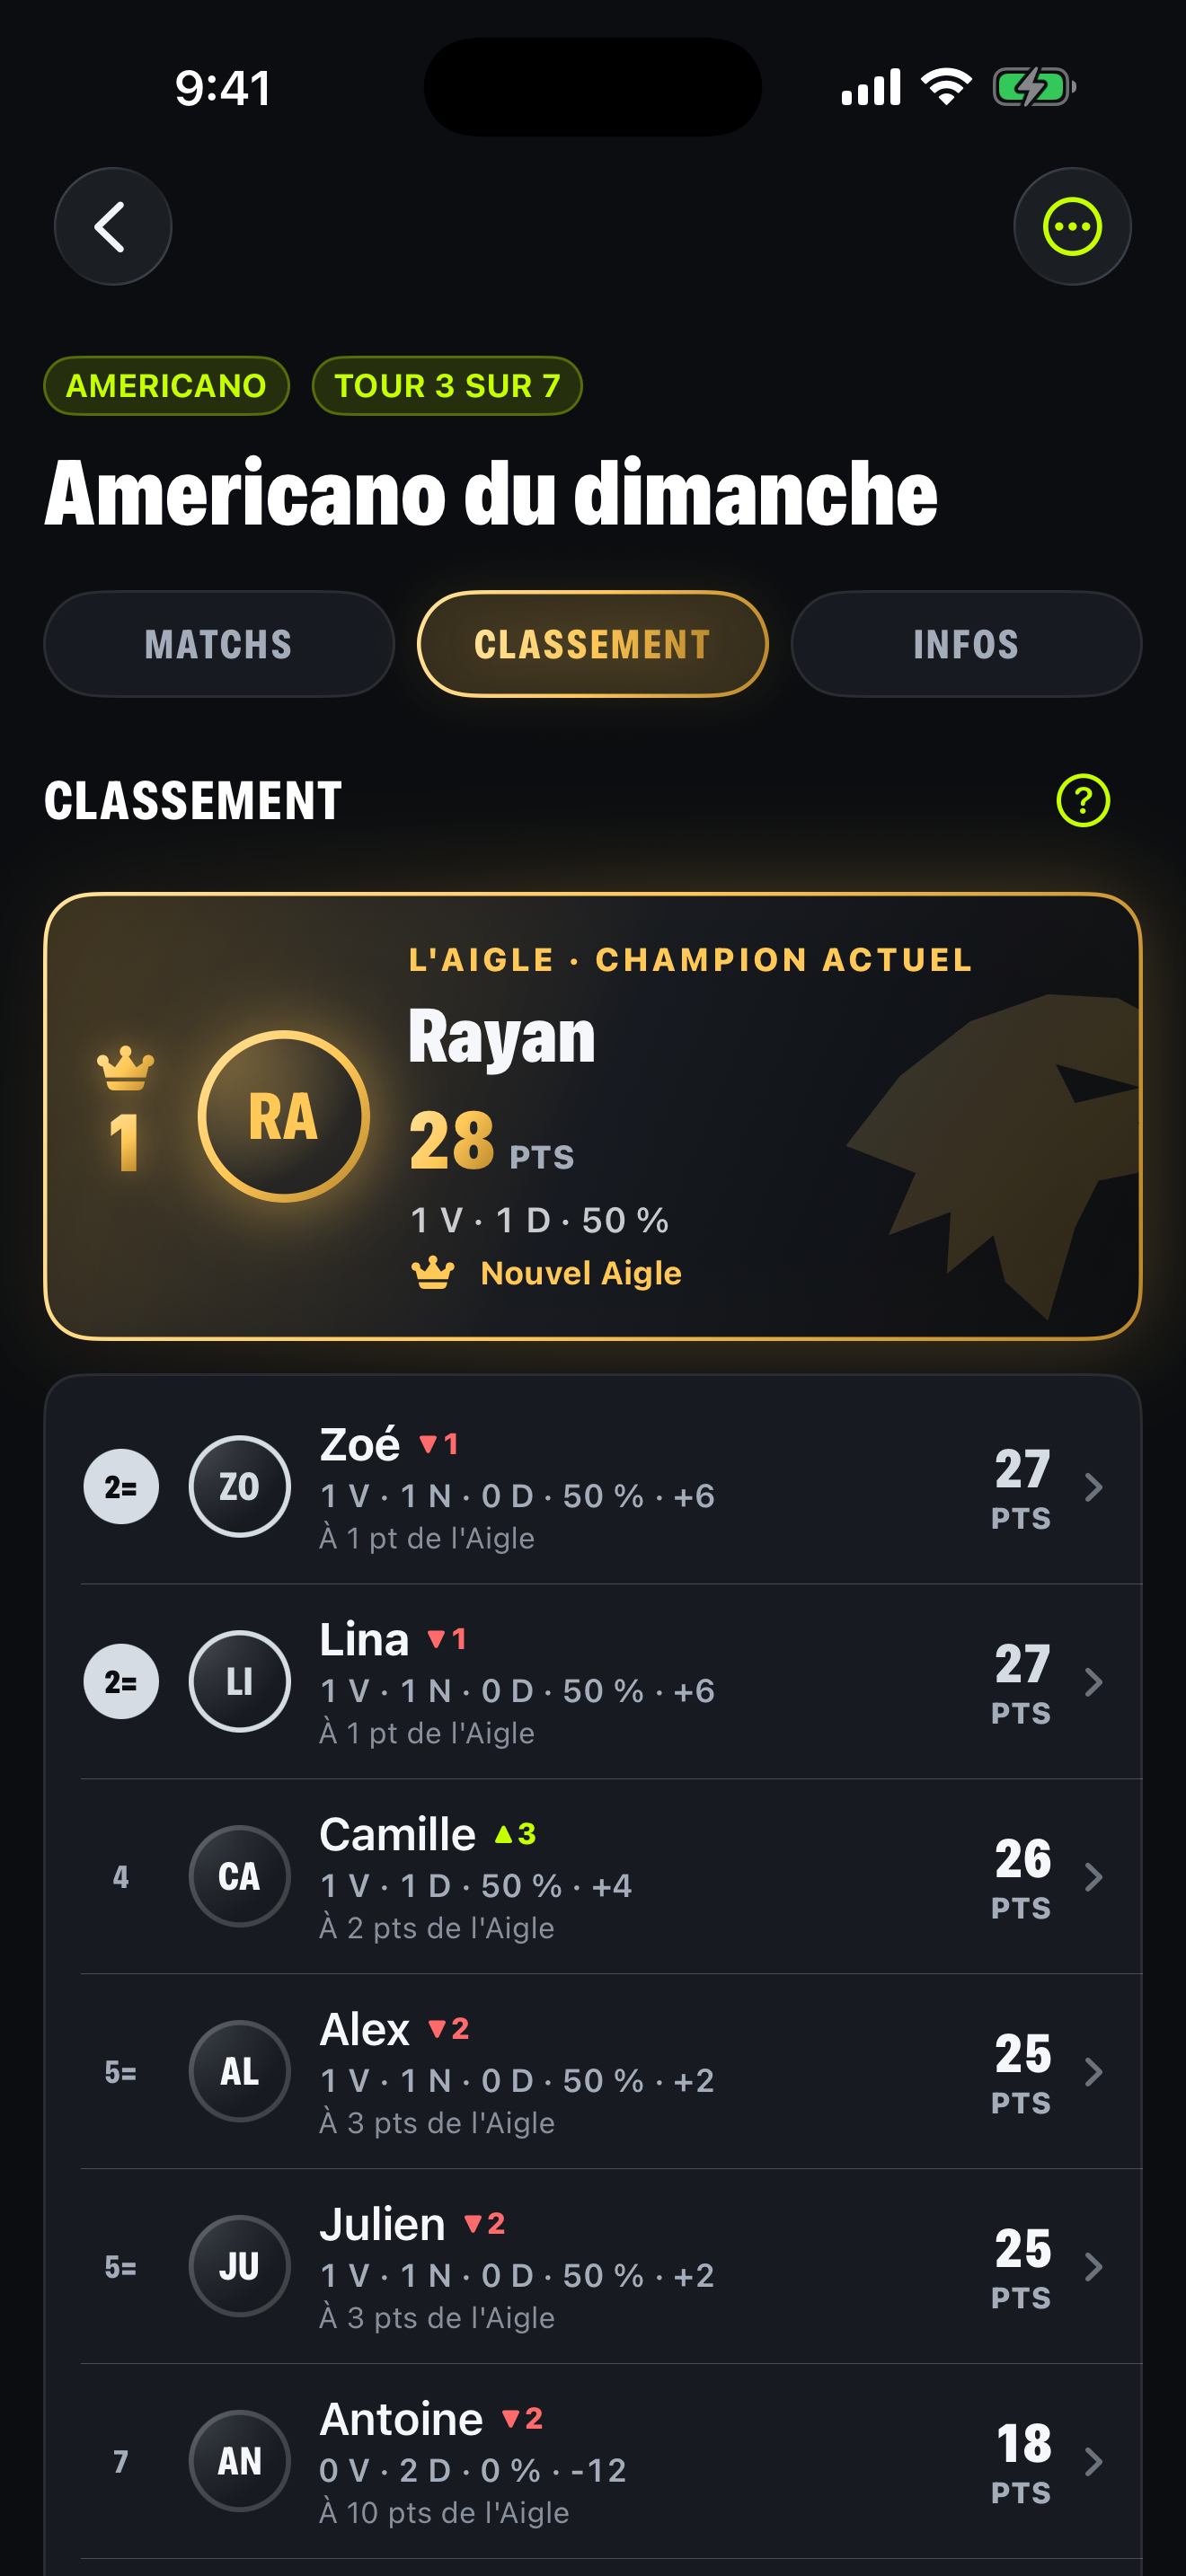 9:41
AMERICANO
TOUR 3 SUR 7
Americano du dimanche
MATCHS
CLASSEMENT
INFOS
CLASSEMENT
?
L'AIGLE · CHAMPION ACTUEL
1
RA
Rayan
28 PTS
1 V · 1 D · 50 %
Nouvel Aigle
2=
ZO
Zoé ▼1
1 V · 1 N · 0 D · 50 % · +6
À 1 pt de l'Aigle
27
PTS
2=
LI
Lina ▼1
1 V · 1 N · 0 D · 50 % · +6
À 1 pt de l'Aigle
27
PTS
4
CA
Camille ▲3
1 V · 1 D · 50 % · +4
À 2 pts de l'Aigle
26
PTS
5=
AL
Alex ▼2
1 V · 1 N · 0 D · 50 % · +2
À 3 pts de l'Aigle
25
PTS
5=
JU
Julien ▼2
1 V · 1 N · 0 D · 50 % · +2
À 3 pts de l'Aigle
25
PTS
7
AN
Antoine ▼2
0 V · 2 D · 0 % · -12
À 10 pts de l'Aigle
18
PTS